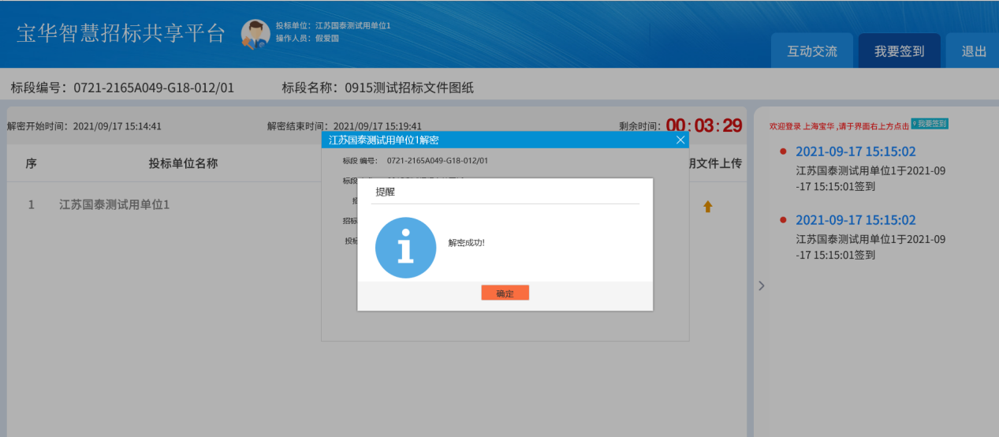 宝华智慧招标共享平台
投标单位：江苏国泰测试用单位1
操作人员：假爱国
互动交流
我要签到
退出
标段编号：0721-2165A049-G18-012/01
标段名称：0915测试招标文件图纸
解密开始时间：2021/09/17 15:14:41
解密结束时间：2021/09/17 15:19:41
剩余时间：00:03:29
欢迎登录 上海宝华 ,请于界面右上方点击 我要签到
江苏国泰测试用单位1解密
序
投标单位名称
文件上传
标段 编号： 0721-2165A049-G18-012/01
标段
招标
投标
1
江苏国泰测试用单位1
提醒
解密成功!
确定
2021-09-17 15:15:02
江苏国泰测试用单位1于2021-09
-17 15:15:01签到
2021-09-17 15:15:02
江苏国泰测试用单位1于2021-09
-17 15:15:01签到